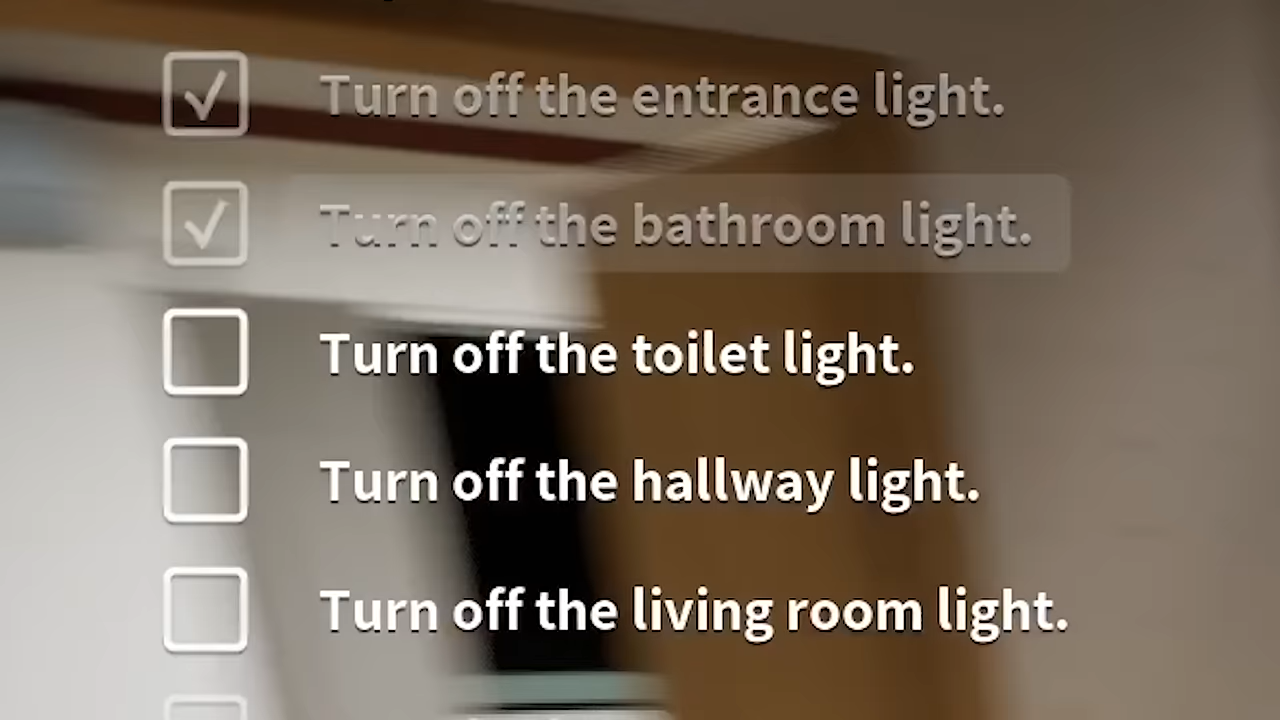 Turn off the entrance light.
Turn off the bathroom light.
Turn off the toilet light.
Turn off the hallway light.
Turn off the living room light.